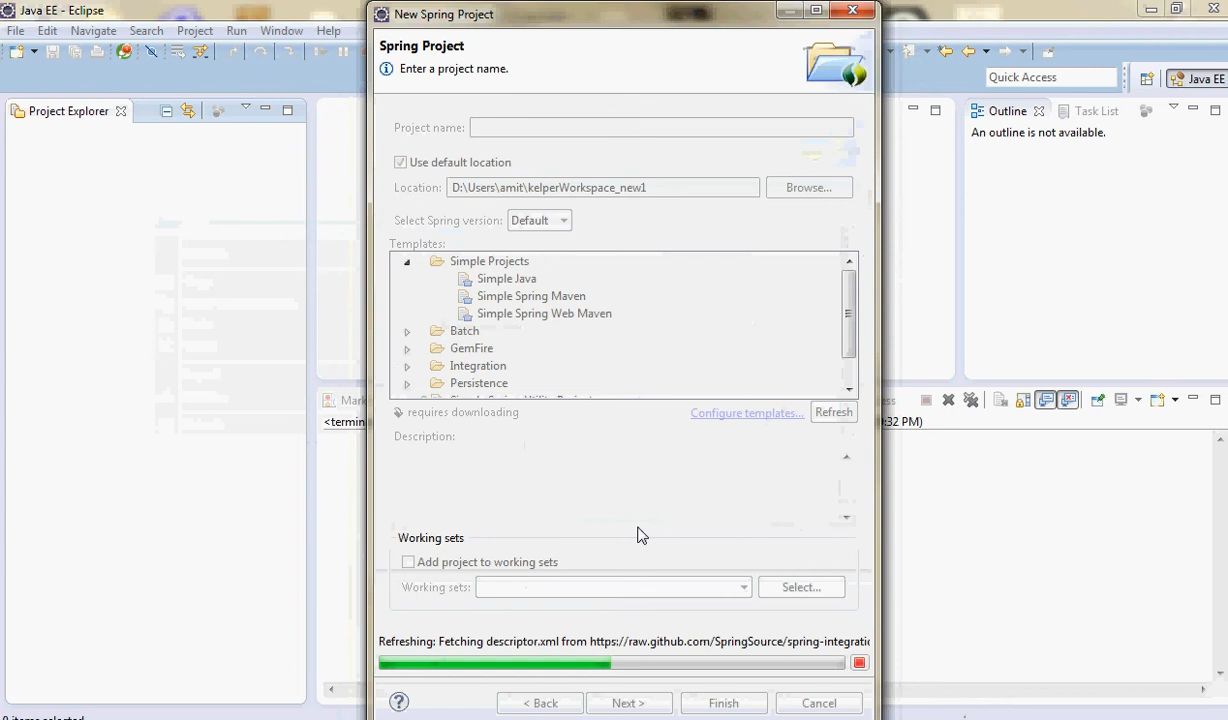 Java EE - Eclipse
New Spring Project
File Edit Navigate Search Project Run Window Help
Spring Project
Enter a project name.
Quick Access
Java EE
Project Explorer
Outline
Task List
An outline is not available.
Project name:
Use default location
Location: D:\Users\amit\kelperWorkspace_new1 Browse...
Select Spring version: Default
Templates:
Simple Projects
Simple Java
Simple Spring Maven
Simple Spring Web Maven
Batch
GemFire
Integration
Persistence
requires downloading Configure templates... Refresh
Description:
Working sets
Add project to working sets
Working sets: Select...
Refreshing: Fetching descriptor.xml from https://raw.github.com/SpringSource/spring-integratio
< Back Next > Finish Cancel